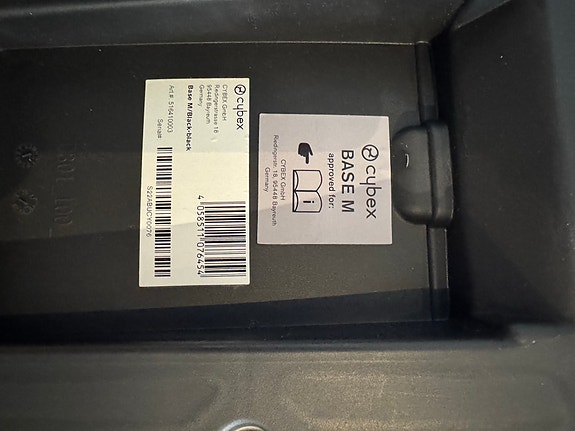 cybex
CYBEX GmbH
Riedingerstrasse 18
95448 Bayreuth
Germany
Base M/Black-black
Art.#: 516410003
Serial#:
S22ABUCY0076
4 058511 076454
cybex
BASE M
approved for:
i
CYBEX GmbH
Riedingerstr. 18, 95448 Bayreuth
Germany